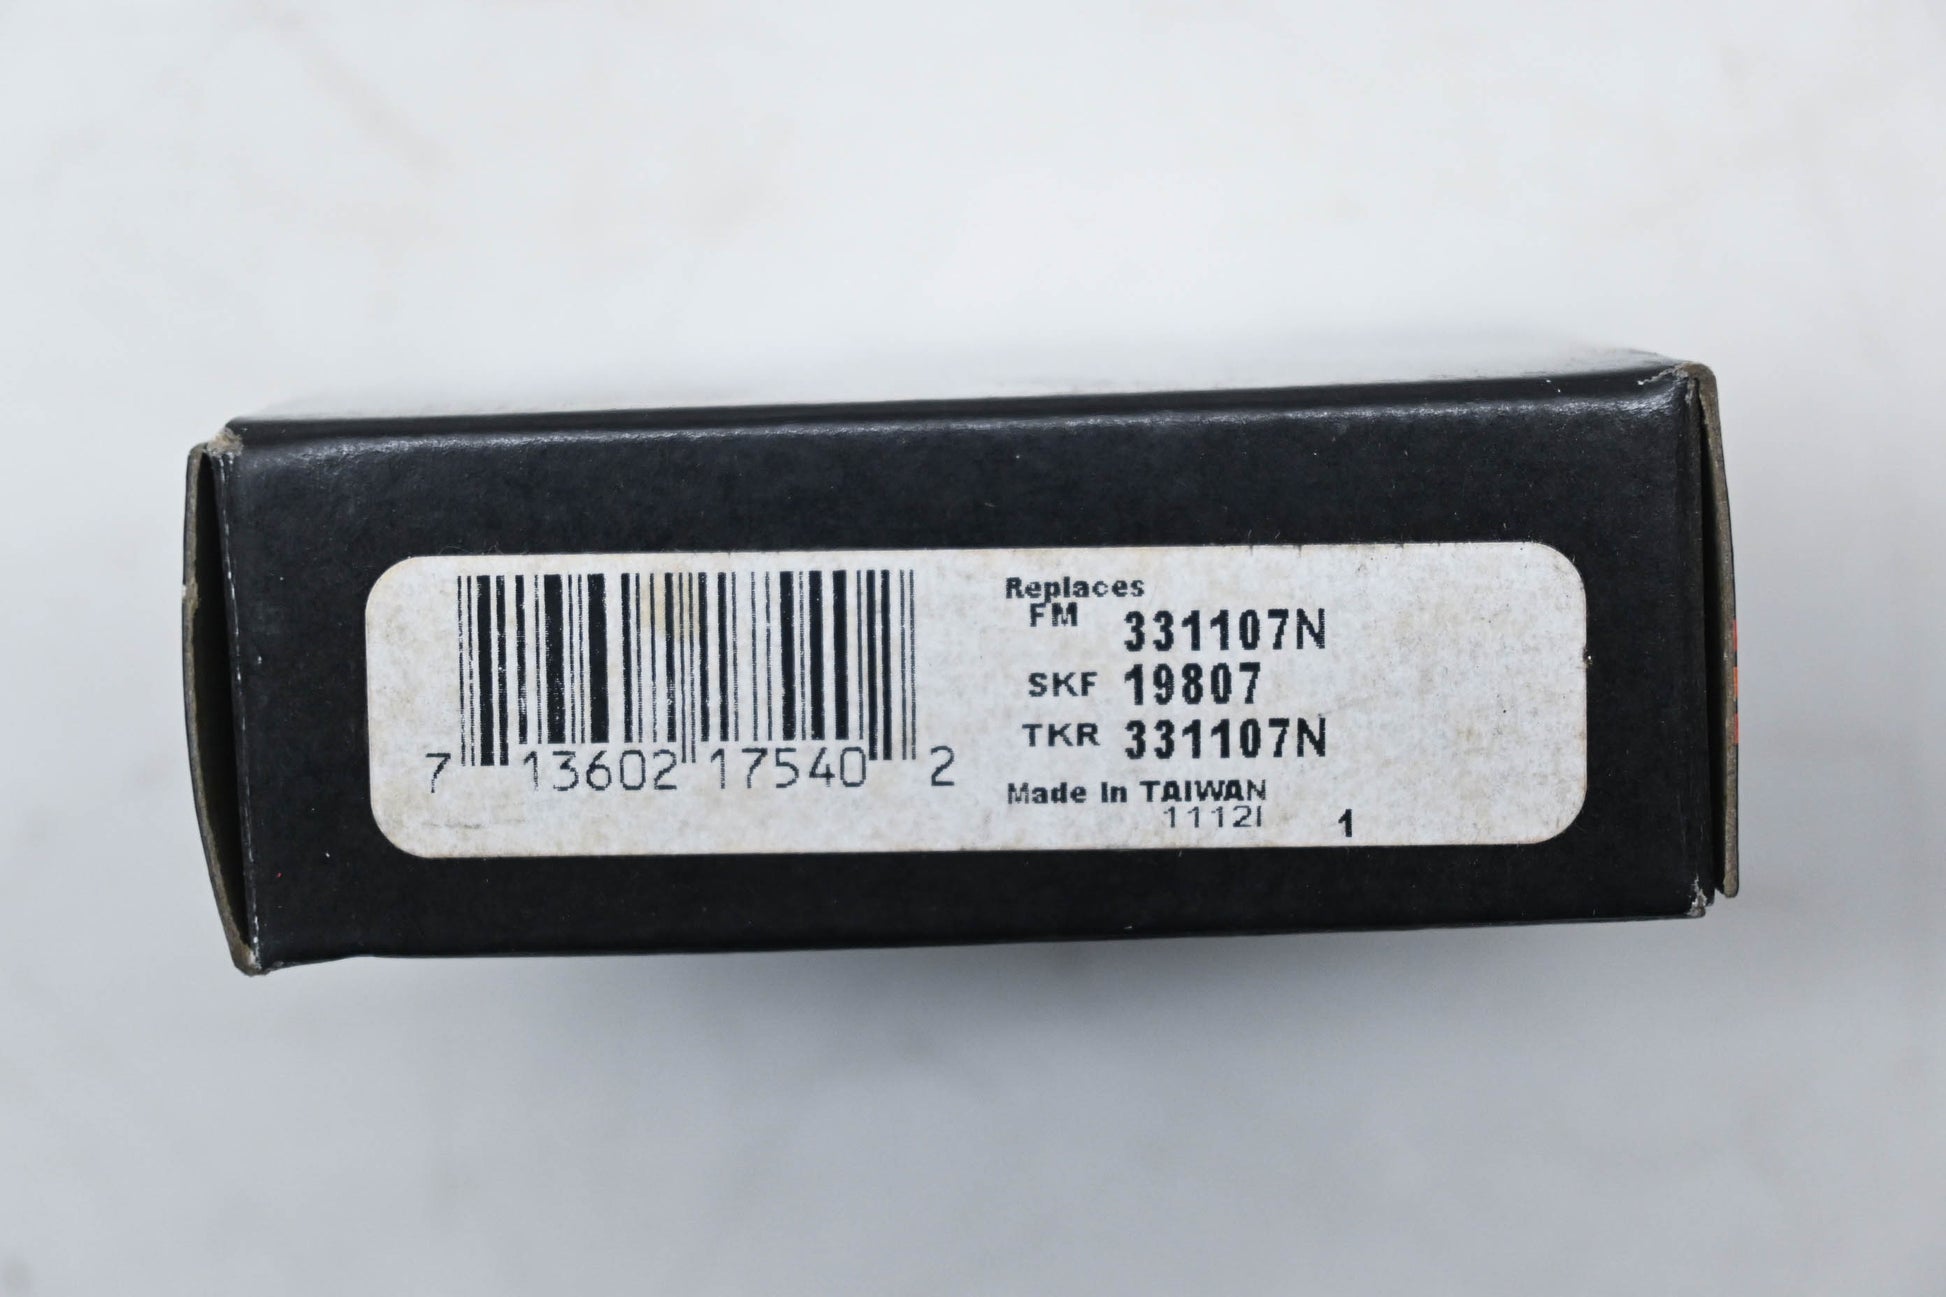 7 13602 17540 2
Replaces
FM 331107N
SKF 19807
TKR 331107N
Made In TAIWAN
1112I 1